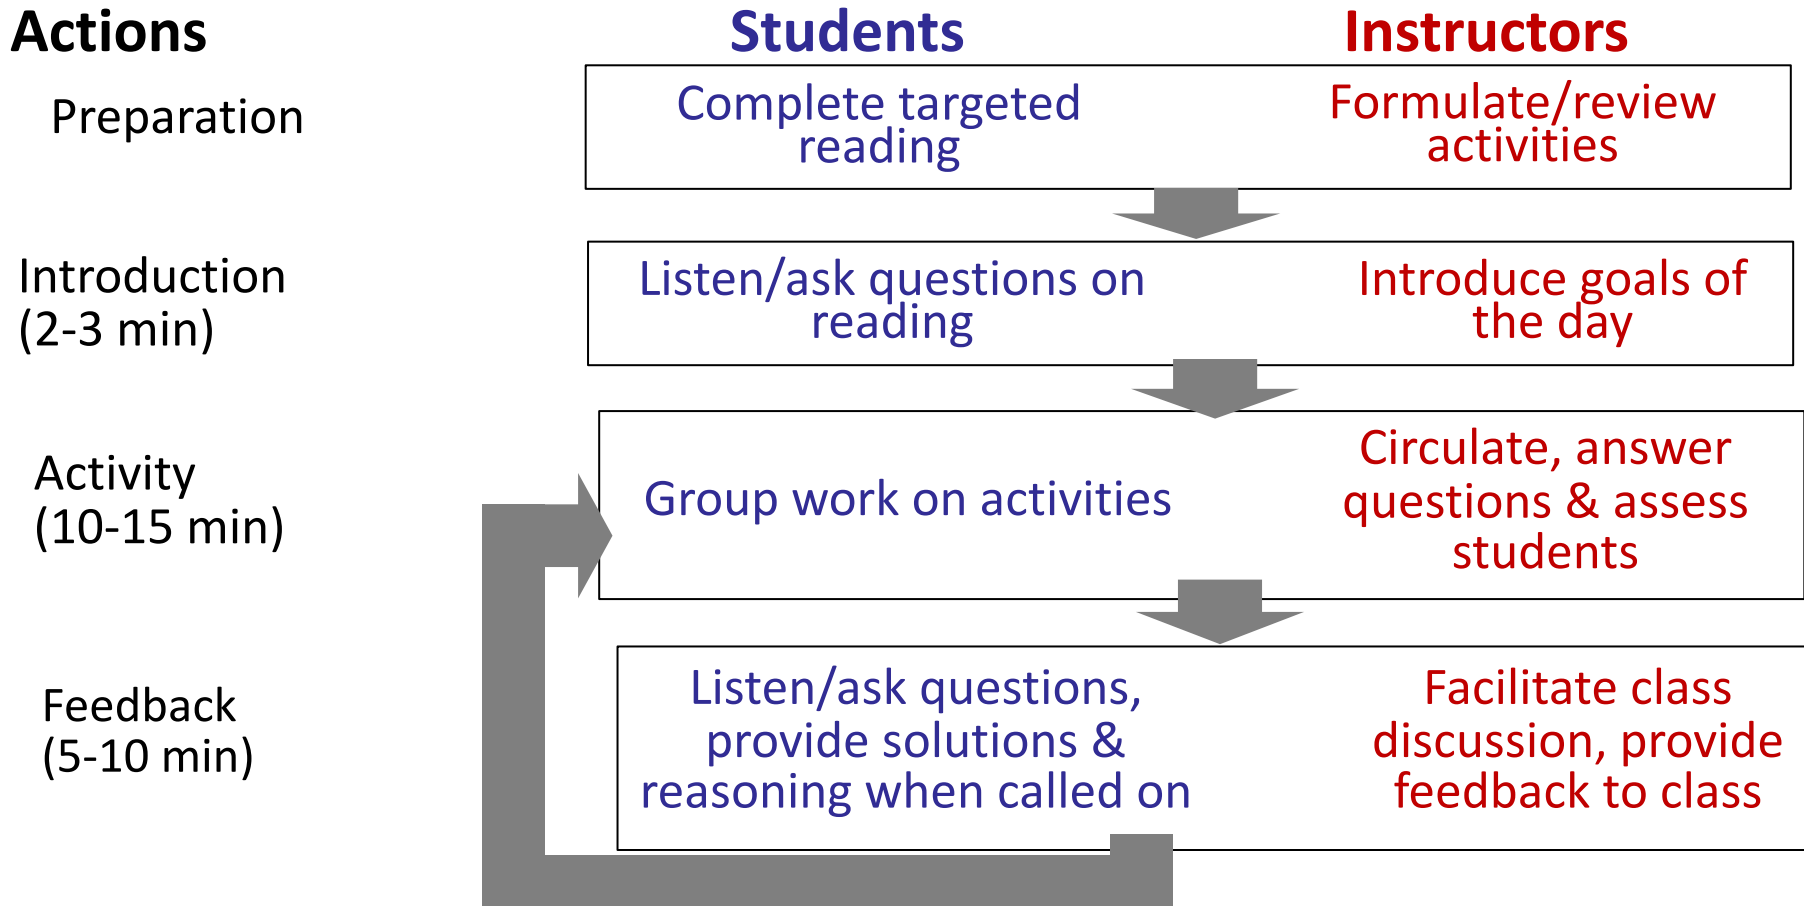 Actions
Students
Instructors
Preparation
Complete targeted
reading
Formulate/review
activities
Introduction
(2-3 min)
Listen/ask questions on
reading
Introduce goals of
the day
Activity
(10-15 min)
Group work on activities
Circulate, answer
questions & assess
students
Feedback
(5-10 min)
Listen/ask questions,
provide solutions &
reasoning when called on
Facilitate class
discussion, provide
feedback to class